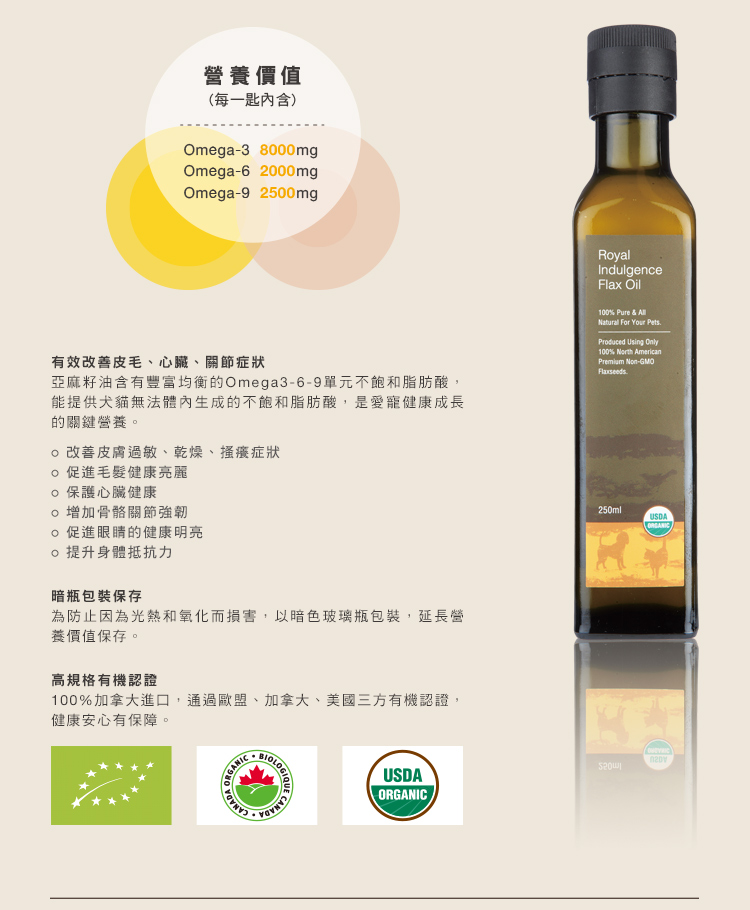 營養價值
(每一匙內含)
Omega-3 8000mg
Omega-6 2000mg
Omega-9 2500mg
有效改善皮毛、心臟、關節症狀
亞麻籽油含有豐富均衡的Omega3-6-9單元不飽和脂肪酸，
能提供犬貓無法體內生成的不飽和脂肪酸，是愛寵健康成長
的關鍵營養。
○ 改善皮膚過敏、乾燥、搔癢症狀
○ 促進毛髮健康亮麗
○ 保護心臟健康
○ 增加骨骼關節強韌
○ 促進眼睛的健康明亮
○ 提升身體抵抗力
暗瓶包裝保存
為防止因為光熱和氧化而損害，以暗色玻璃瓶包裝，延長營
養價值保存。
高規格有機認證
100%加拿大進口，通過歐盟、加拿大、美國三方有機認證，
健康安心有保障。
CANADA ORGANIC • BIOLOGIQUE CANADA •
USDA
ORGANIC
Royal
Indulgence
Flax Oil
100% Pure & All
Natural For Your Pets.
Produced Using Only
100% North American
Premium Non-GMO
Flaxseeds.
250ml
USDA
ORGANIC